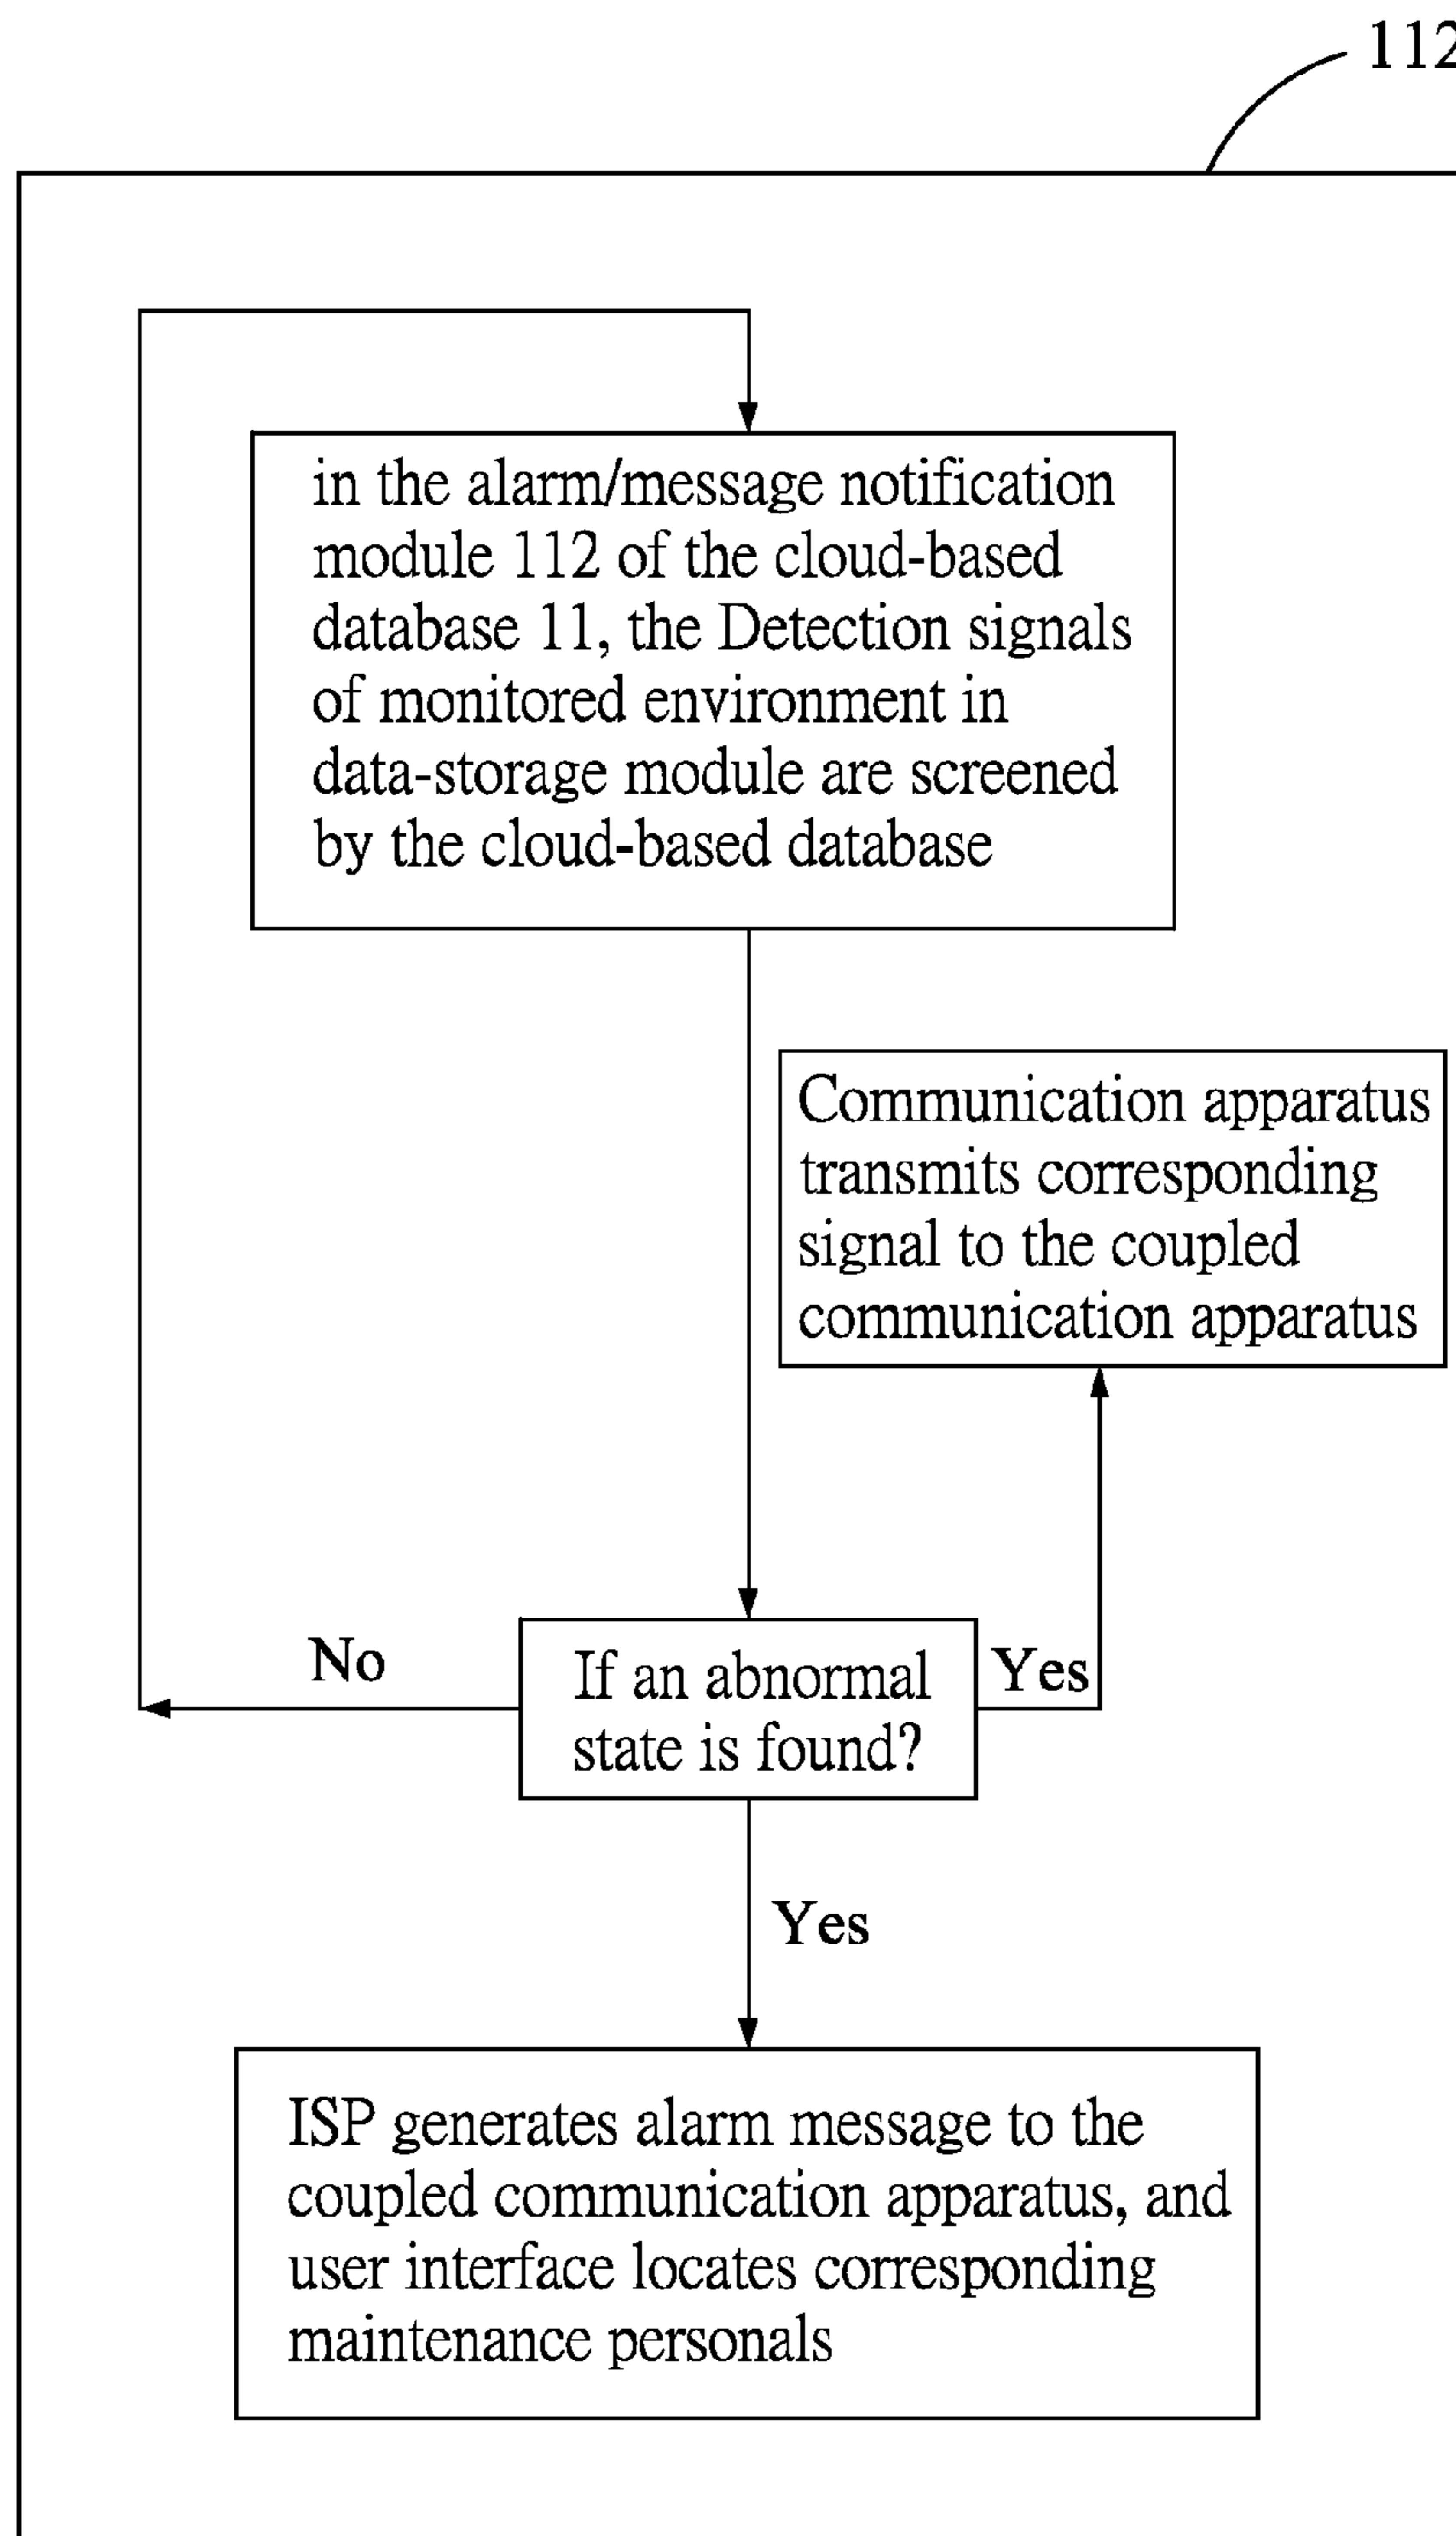 112
in the alarm/message notification
module 112 of the cloud-based
database 11, the Detection signals
of monitored environment in
data-storage module are screened
by the cloud-based database
Communication apparatus
transmits corresponding
signal to the coupled
communication apparatus
No
If an abnormal
state is found?
Yes
Yes
ISP generates alarm message to the
coupled communication apparatus, and
user interface locates corresponding
maintenance personals